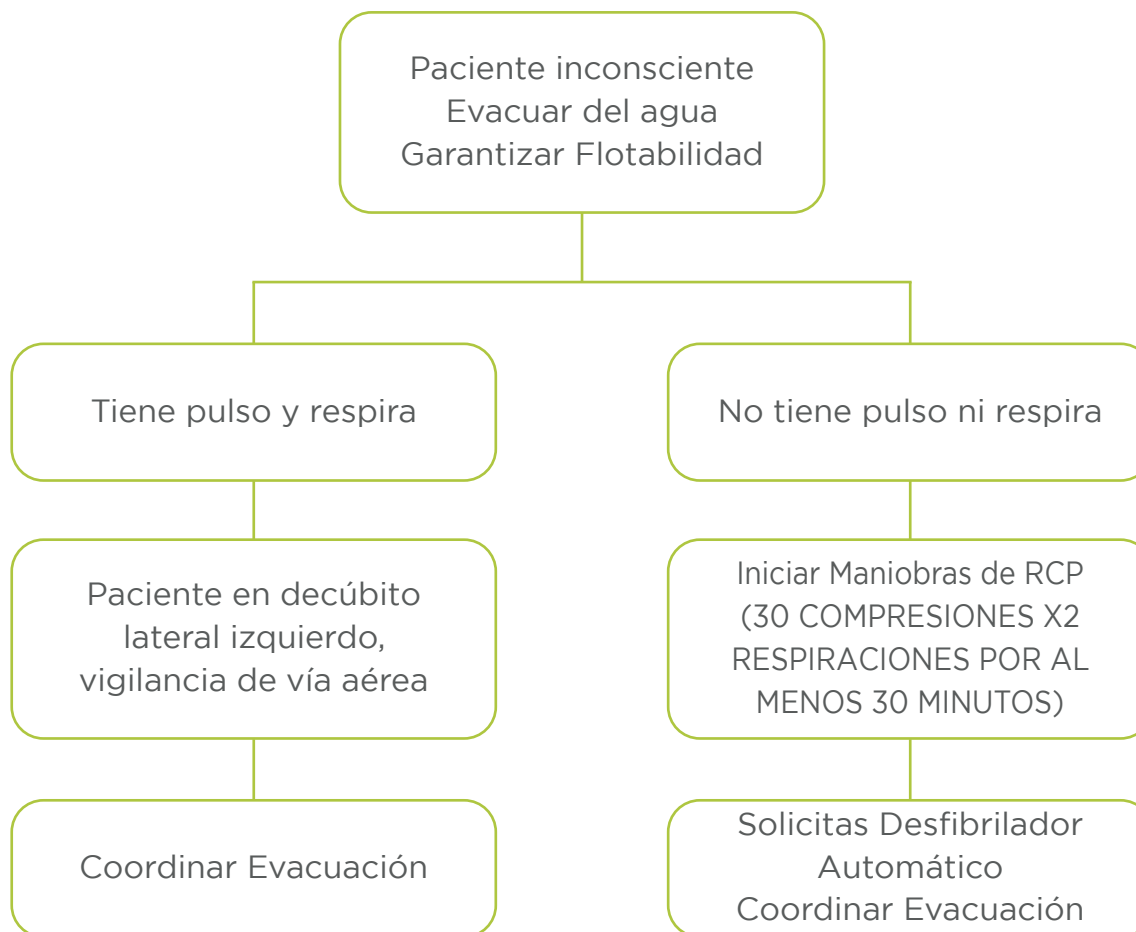 Paciente inconsciente
Evacuar del agua
Garantizar Flotabilidad
Tiene pulso y respira
No tiene pulso ni respira
Paciente en decúbito
lateral izquierdo,
vigilancia de vía aérea
Iniciar Maniobras de RCP
(30 COMPRESIONES X2
RESPIRACIONES POR AL
MENOS 30 MINUTOS)
Coordinar Evacuación
Solicitas Desfibrilador
Automático
Coordinar Evacuación